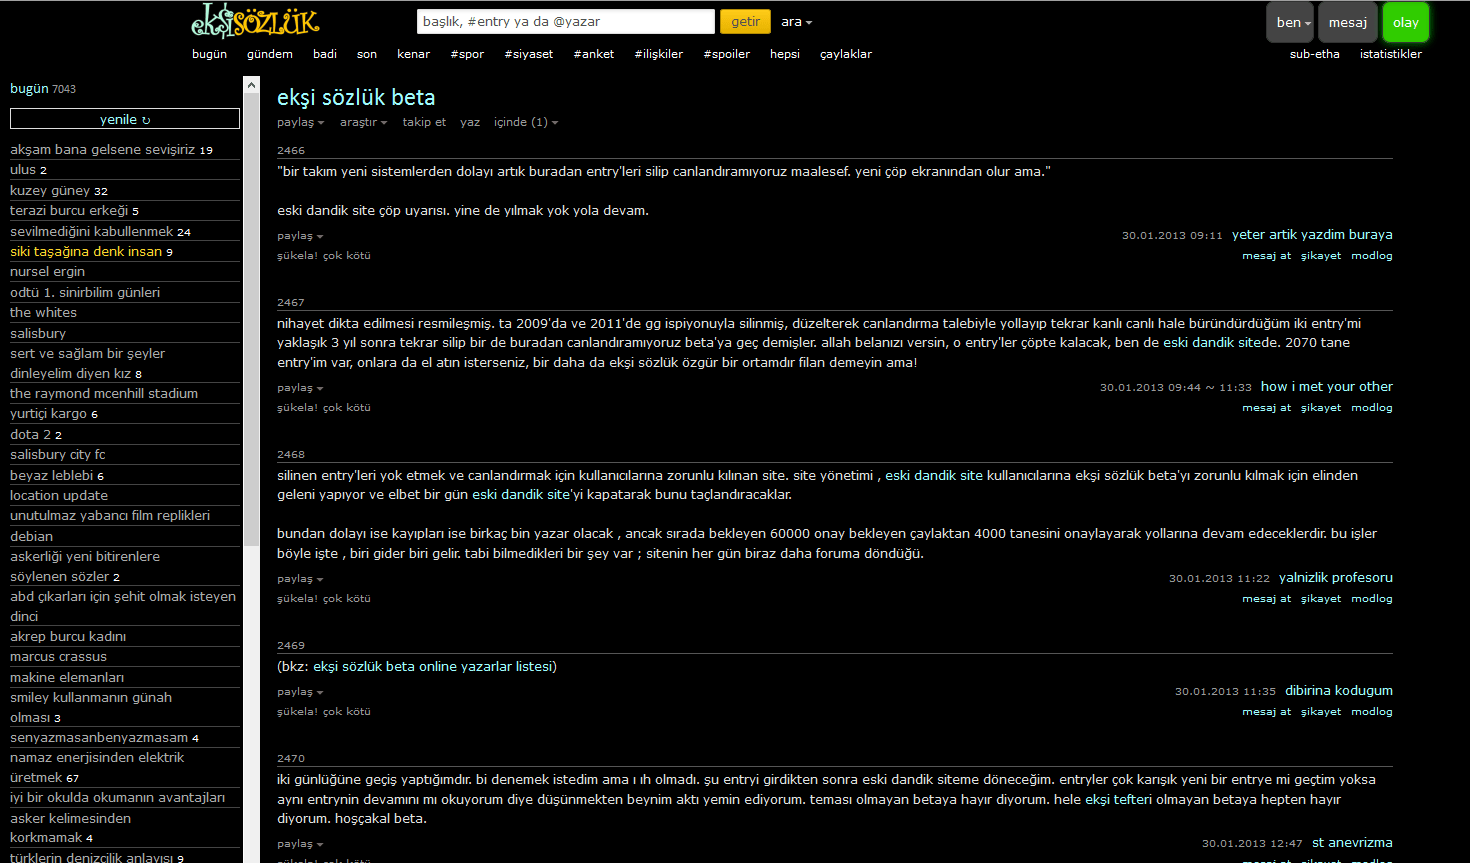 ekşisözlük
başlık, #entry ya da @yazar
getir
ara
ben
mesaj
olay
bugün gündem badi son kenar #spor #siyaset #anket #ilişkiler #spoiler hepsi çaylaklar
sub-etha istatistikler
bugün 7043
yenile ↻
akşam bana gelsene sevişiriz 19
ulus 2
kuzey güney 32
terazi burcu erkeği 5
sevilmediğini kabullenmek 24
siki taşağına denk insan 9
nursel ergin
odtü 1. sinirbilim günleri
the whites
salisbury
sert ve sağlam bir şeyler
dinleyelim diyen kız 8
the raymond mcenhill stadium
yurtiçi kargo 6
dota 2 2
salisbury city fc
beyaz leblebi 6
location update
unutulmaz yabancı film replikleri
debian
askerliği yeni bitirenlere
söylenen sözler 2
abd çıkarları için şehit olmak isteyen
dinci
akrep burcu kadını
marcus crassus
makine elemanları
smiley kullanmanın günah
olması 3
senyazmasanbenyazmasam 4
namaz enerjisinden elektrik
üretmek 67
iyi bir okulda okumanın avantajları
asker kelimesinden
korkmamak 4
türklerin denizcilik anlayışı 9
ekşi sözlük beta
paylaş araştır takip et yaz içinde (1)
2466
"bir takım yeni sistemlerden dolayı artık buradan entry'leri silip canlandıramıyoruz maalesef. yeni çöp ekranından olur ama."
eski dandik site çöp uyarısı. yine de yılmak yok yola devam.
paylaş
30.01.2013 09:11 yeter artik yazdim buraya
şükela! çok kötü
mesaj at şikayet modlog
2467
nihayet dikta edilmesi resmileşmiş. ta 2009'da ve 2011'de gg ispiyonuyla silinmiş, düzelterek canlandırma talebiyle yollayıp tekrar kanlı canlı hale büründürdüğüm iki entry'mi
yaklaşık 3 yıl sonra tekrar silip bir de buradan canlandıramıyoruz beta'ya geç demişler. allah belanızı versin, o entry'ler çöpte kalacak, ben de eski dandik sitede. 2070 tane
entry'im var, onlara da el atın isterseniz, bir daha da ekşi sözlük özgür bir ortamdır filan demeyin ama!
paylaş
30.01.2013 09:44 ~ 11:33 how i met your other
şükela! çok kötü
mesaj at şikayet modlog
2468
silinen entry'leri yok etmek ve canlandırmak için kullanıcılarına zorunlu kılınan site. site yönetimi , eski dandik site kullanıcılarına ekşi sözlük beta'yı zorunlu kılmak için elinden
geleni yapıyor ve elbet bir gün eski dandik site'yi kapatarak bunu taçlandıracaklar.
bundan dolayı ise kayıpları ise birkaç bin yazar olacak , ancak sırada bekleyen 60000 onay bekleyen çaylaktan 4000 tanesini onaylayarak yollarına devam edeceklerdir. bu işler
böyle işte , biri gider biri gelir. tabi bilmedikleri bir şey var ; sitenin her gün biraz daha foruma döndüğü.
paylaş
30.01.2013 11:22 yalnizlik profesoru
şükela! çok kötü
mesaj at şikayet modlog
2469
(bkz: ekşi sözlük beta online yazarlar listesi)
paylaş
30.01.2013 11:35 dibirina kodugum
şükela! çok kötü
mesaj at şikayet modlog
2470
iki günlüğüne geçiş yaptığımdır. bi denemek istedim ama ı ıh olmadı. şu entryi girdikten sonra eski dandik siteme döneceğim. entryler çok karışık yeni bir entrye mi geçtim yoksa
aynı entrynin devamını mı okuyorum diye düşünmekten beynim aktı yemin ediyorum. teması olmayan betaya hayır diyorum. hele ekşi tefteri olmayan betaya hepten hayır
diyorum. hoşçakal beta.
paylaş
30.01.2013 12:47 st anevrizma
şükela! çok kötü
mesaj at şikayet modlog